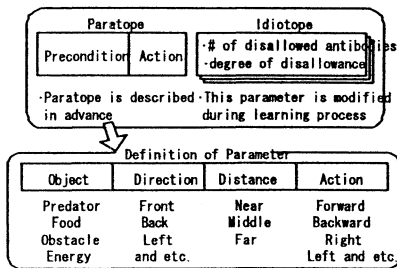 Paratope Idiotope
Precondition Action
·# of disallowed antibodies
·degree of disallowance
·Paratope is described in advance
·This parameter is modified during learning process
Definition of Parameter
Object Direction Distance Action
Predator Front Near Forward
Food Back Middle Backward
Obstacle Left Far Right
Energy and etc. Left and etc.